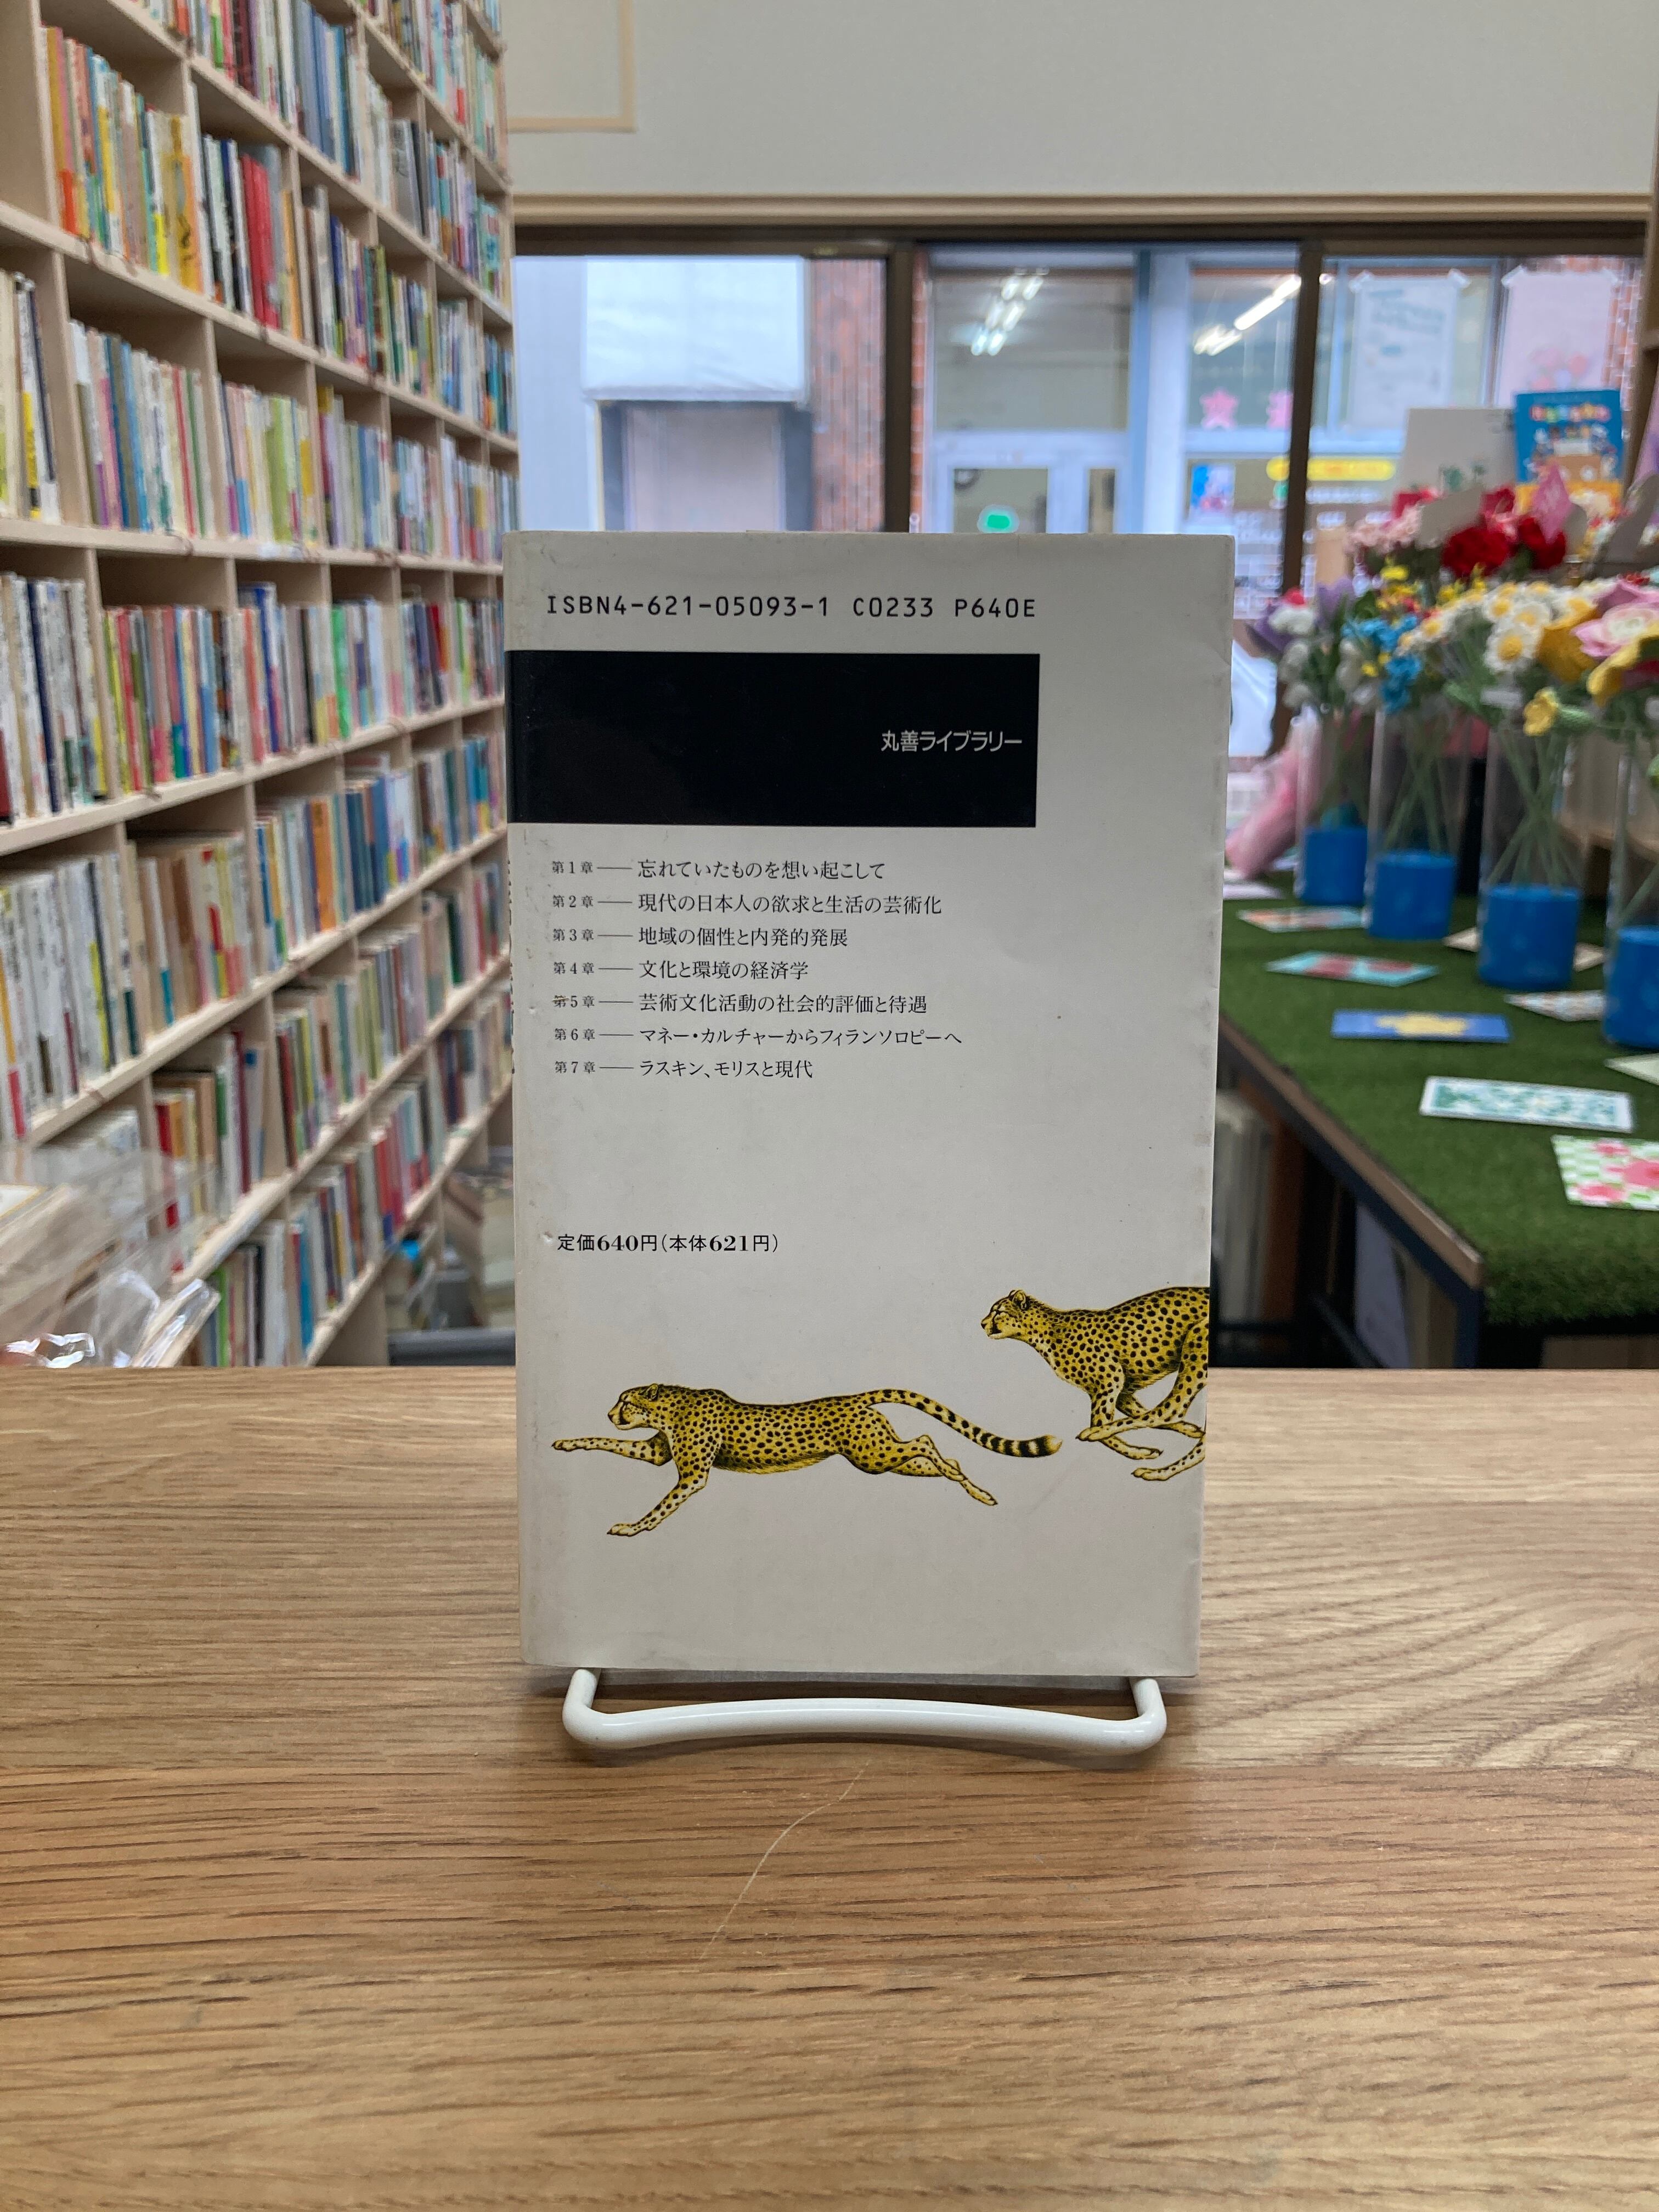 ISBN4-621-05093-1 C0233 P640E
丸善ライブラリー
第1章――忘れていたものを想い起こして
第2章――現代の日本人の欲求と生活の芸術化
第3章――地域の個性と内発的発展
第4章――文化と環境の経済学
第5章――芸術文化活動の社会的評価と待遇
第6章――マネー・カルチャーからフィランソロピーへ
第7章――ラスキン、モリスと現代
定価640円(本体621円)